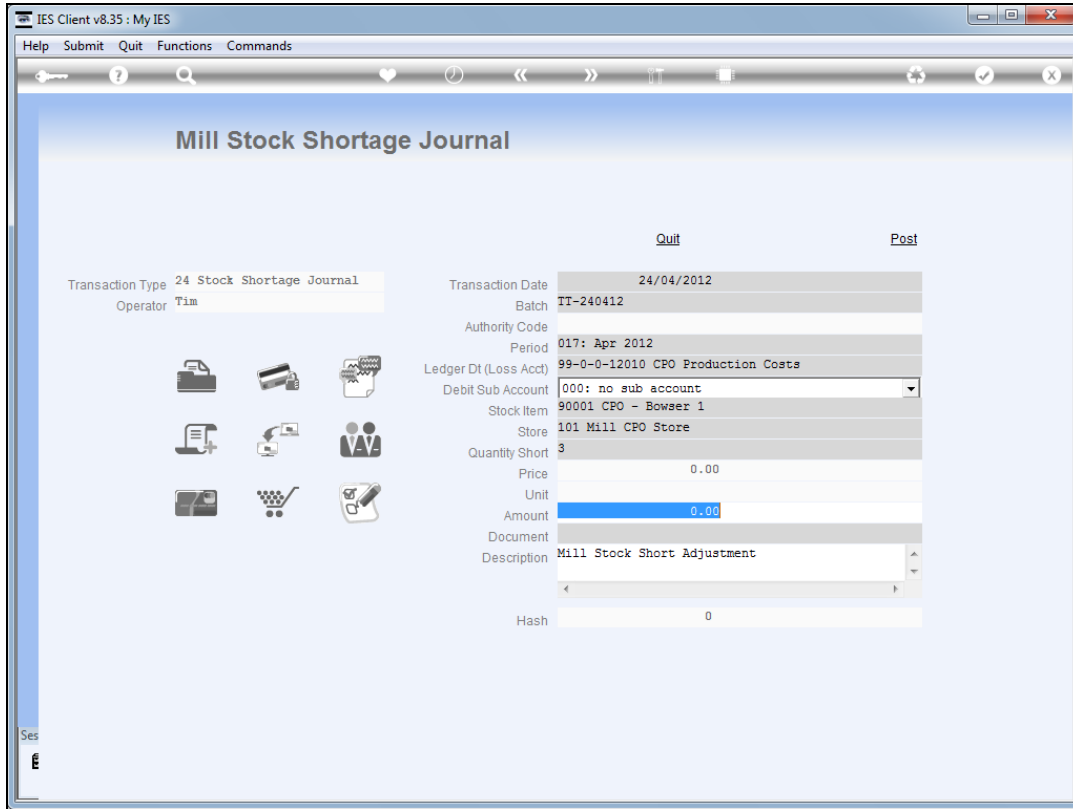 IES Client v8.35 : My IES
Help Submit Quit Functions Commands
Mill Stock Shortage Journal
Quit Post
Transaction Type 24 Stock Shortage Journal
Operator Tim
Transaction Date 24/04/2012
Batch TT-240412
Authority Code
Period 017: Apr 2012
Ledger Dt (Loss Acct) 99-0-0-12010 CPO Production Costs
Debit Sub Account 000: no sub account
Stock Item 90001 CPO - Bowser 1
Store 101 Mill CPO Store
Quantity Short 3
Price 0.00
Unit
Amount 0.00
Document
Description Mill Stock Short Adjustment
Hash 0
Ses